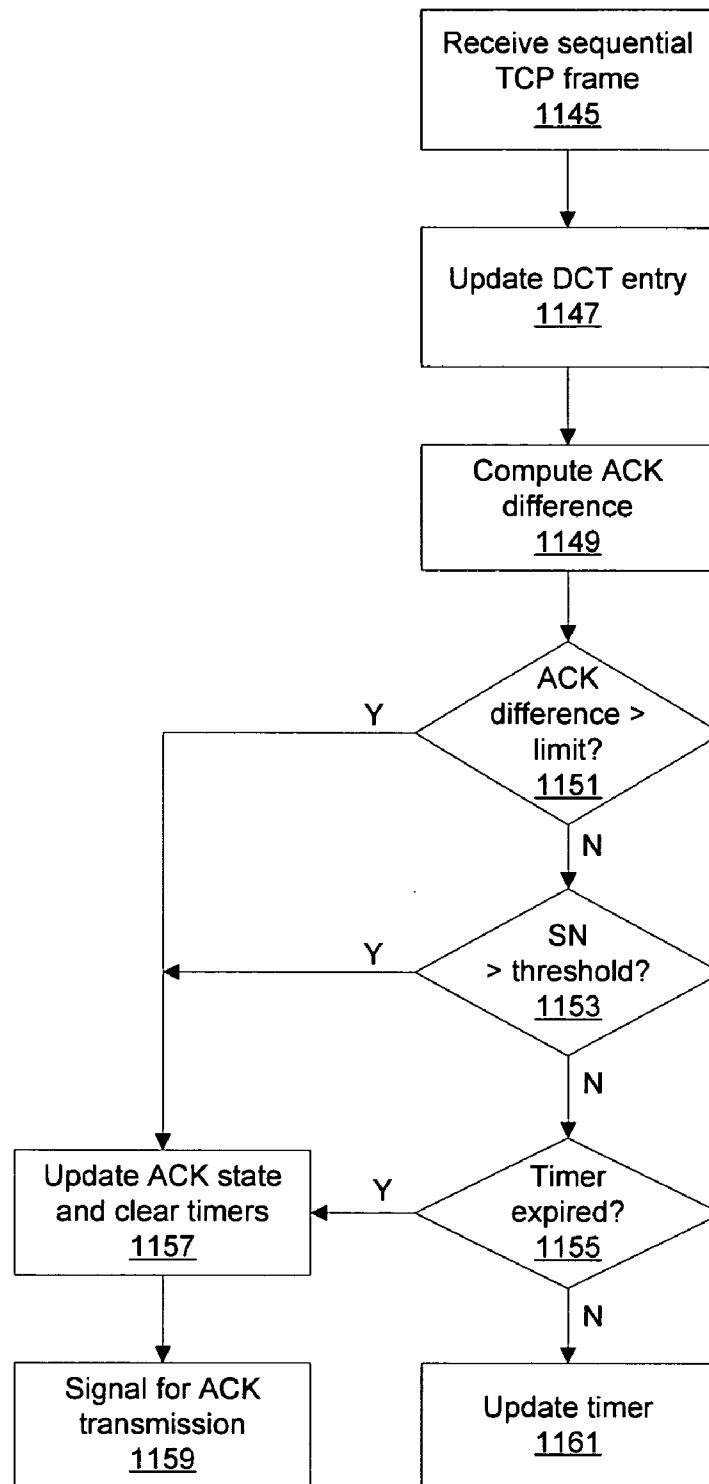 Receive sequential
TCP frame
1145
Update DCT entry
1147
Compute ACK
difference
1149
ACK
difference >
limit?
1151
Y
N
SN
> threshold?
1153
Y
N
Timer
expired?
1155
Y
N
Update ACK state
and clear timers
1157
Signal for ACK
transmission
1159
Update timer
1161